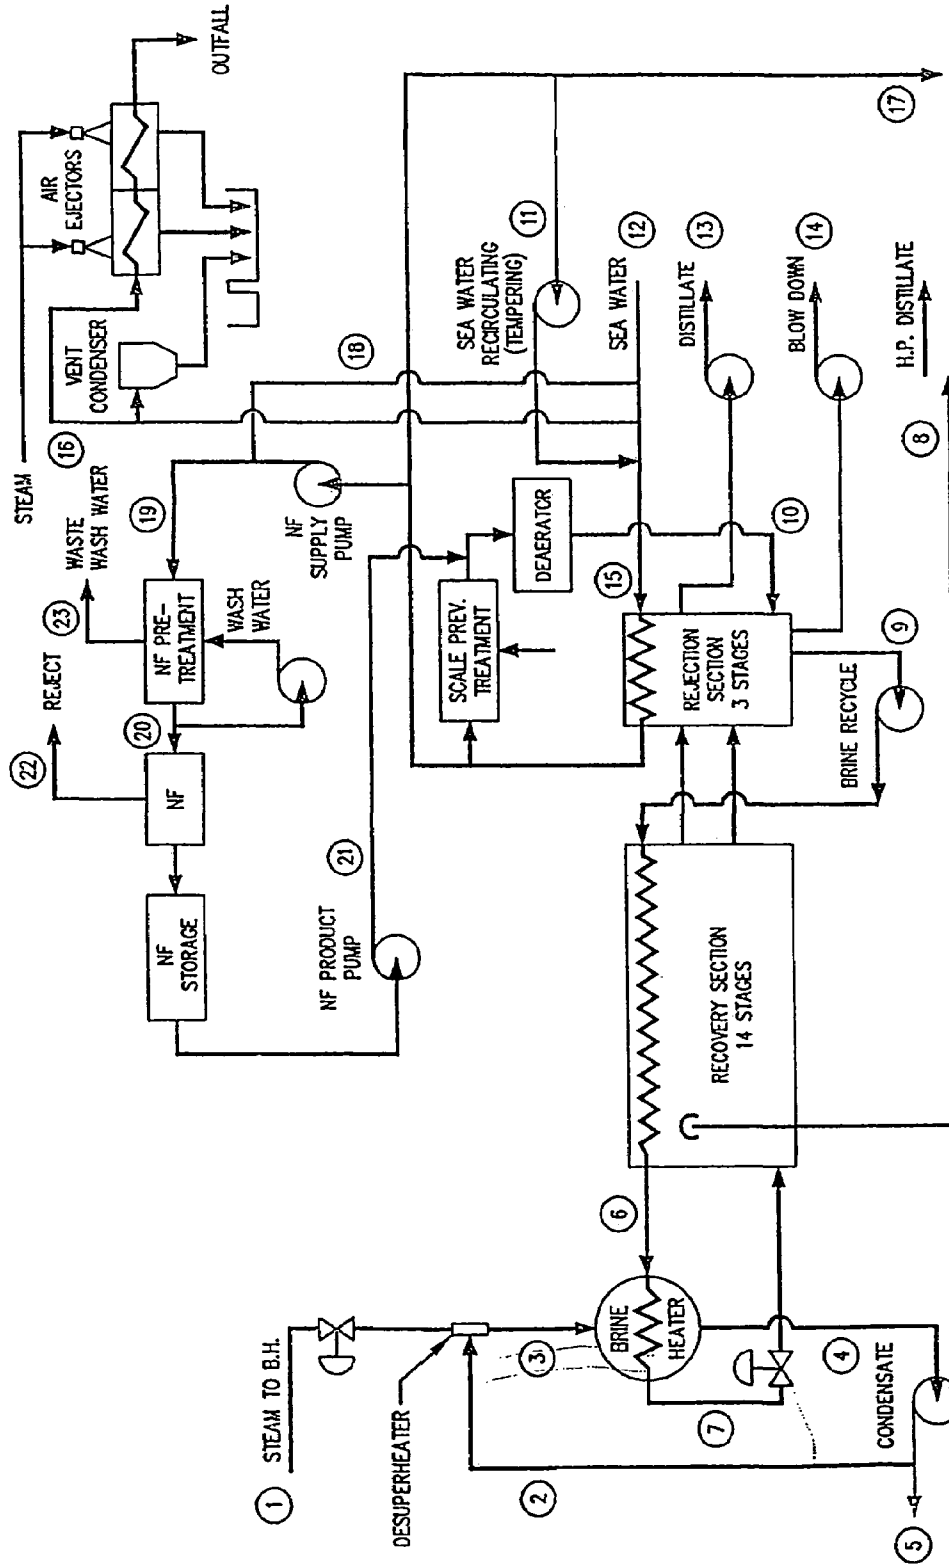 STEAM
AIR
EJECTORS
OUTFALL
VENT
CONDENSER
16
18
19
WASTE
WASH WATER
23
NF PRE-
TREATMENT
WASH
WATER
REJECT
22
20
NF
NF
STORAGE
NF
SUPPLY
PUMP
21
NF PRODUCT
PUMP
17
11
SEA WATER
RECIRCULATING
(TEMPERING)
12
SEA WATER
13
DISTILLATE
14
BLOW DOWN
H.P. DISTILLATE
8
SCALE PREV.
TREATMENT
DEAERATOR
10
15
REJECTION
SECTION
3 STAGES
9
BRINE RECYCLE
RECOVERY SECTION
14 STAGES
6
BRINE
HEATER
1
STEAM TO B.H.
DESUPERHEATER
3
2
7
4
CONDENSATE
5